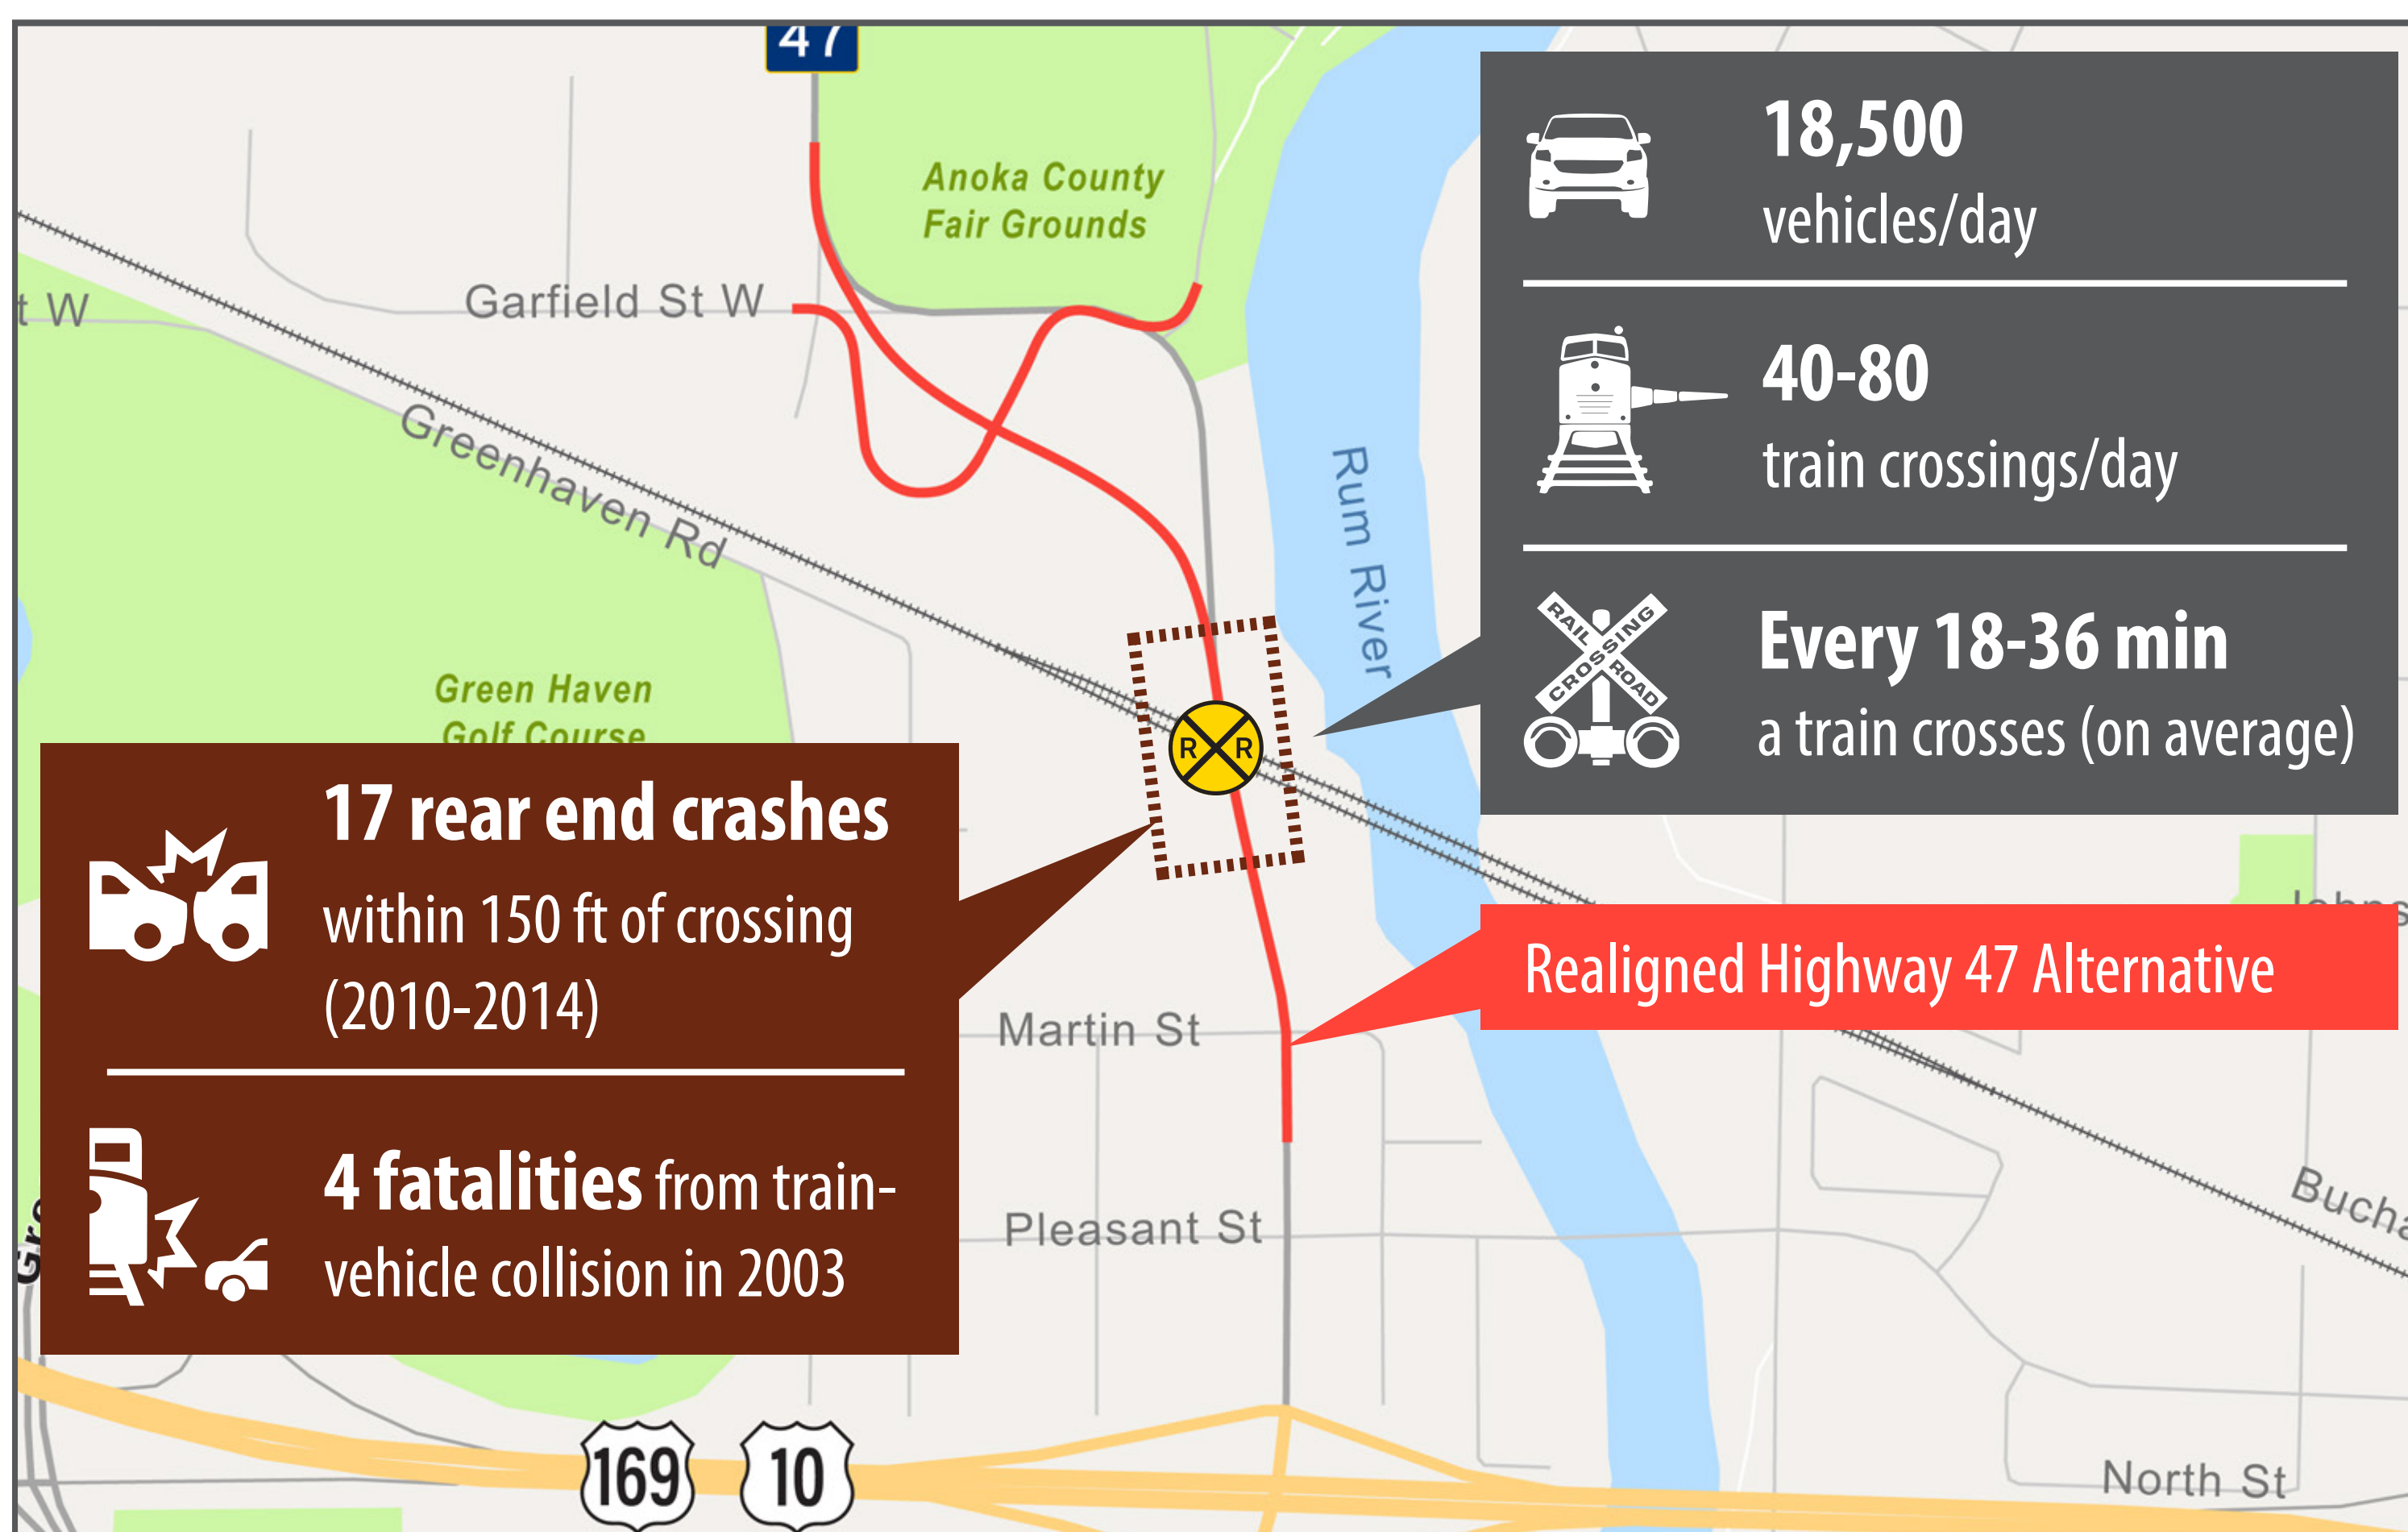 47
Anoka County
Fair Grounds
18,500
vehicles/day
t W
Garfield St W
40-80
train crossings/day
Greenhaven Rd
Rum River
RAIL ROAD
CROSSING
Every 18-36 min
a train crosses (on average)
Green Haven
Golf Course
R R
17 rear end crashes
within 150 ft of crossing
(2010-2014)
Realigned Highway 47 Alternative
Martin St
4 fatalities from train-
vehicle collision in 2003
Pleasant St
Bucha
169
10
North St